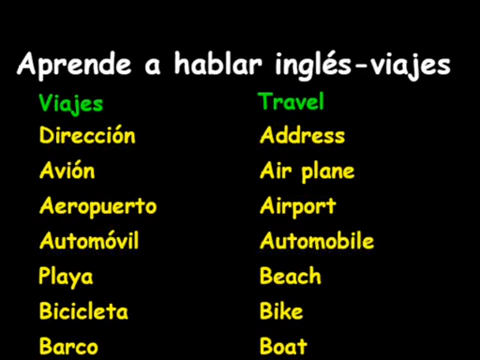 Aprende a hablar inglés-viajes
Viajes Travel
Dirección Address
Avión Air plane
Aeropuerto Airport
Automóvil Automobile
Playa Beach
Bicicleta Bike
Barco Boat